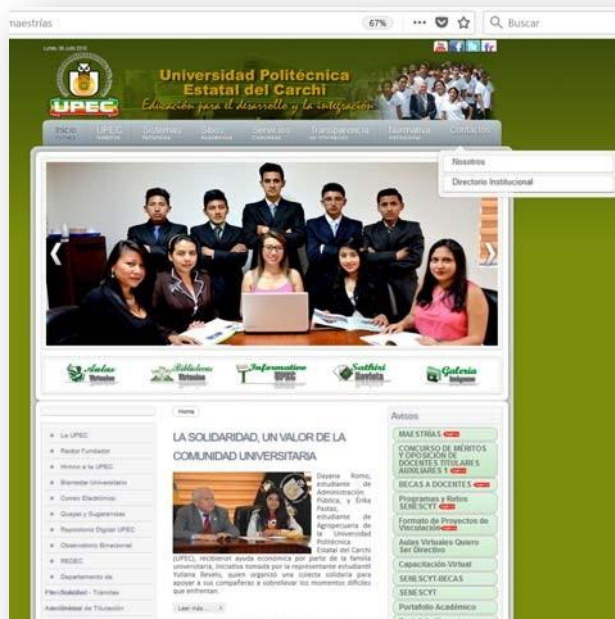 maestrías
67%
Buscar
Universidad Politécnica
Estatal del Carchi
Educación para el desarrollo y la integración
UPEC
Inicio UPEC Sistemas Sitios Servicios Transparencia Normativa Contactos
Nosotros
Directorio Institucional
Aulas
Virtuales
Bibliotecas
Virtuales
Informativo
UPEC
Sathiri
Revista
Galería
Imágenes
Home
La UPEC
Rector Fundador
Himno a la UPEC
Bienestar Universitario
Correo Electrónico
Quejas y Sugerencias
Repositorio Digital UPEC
Observatorio Binacional
REDEC
Departamento de
LA SOLIDARIDAD, UN VALOR DE LA
COMUNIDAD UNIVERSITARIA
Dayana Romo,
estudiante de
Administración
Pública, y Erika
estudiante de
Agropecuaria de
la Universidad
Politécnica
Estatal del Carchi
(UPEC), recibieron ayuda económica por parte de la familia
universitaria, iniciativa tomada por la representante estudiantil
Yuliana Revelo, quien organizó una colecta solidaria para
apoyar a sus compañeras a sobrellevar los momentos difíciles
que enfrentan.
Leer más...
Avisos
MAESTRÍAS
CONCURSO DE MÉRITOS
Y OPOSICIÓN DE
DOCENTES TITULARES
AUXILIARES 1
BECAS A DOCENTES
Programas y Retos
SENESCYT
Formato de Proyectos de
Vinculación
Aulas Virtuales Quiero
Ser Directivo
Capacitación Virtual
SENESCYT-BECAS
SENESCYT
Portafolio Académico